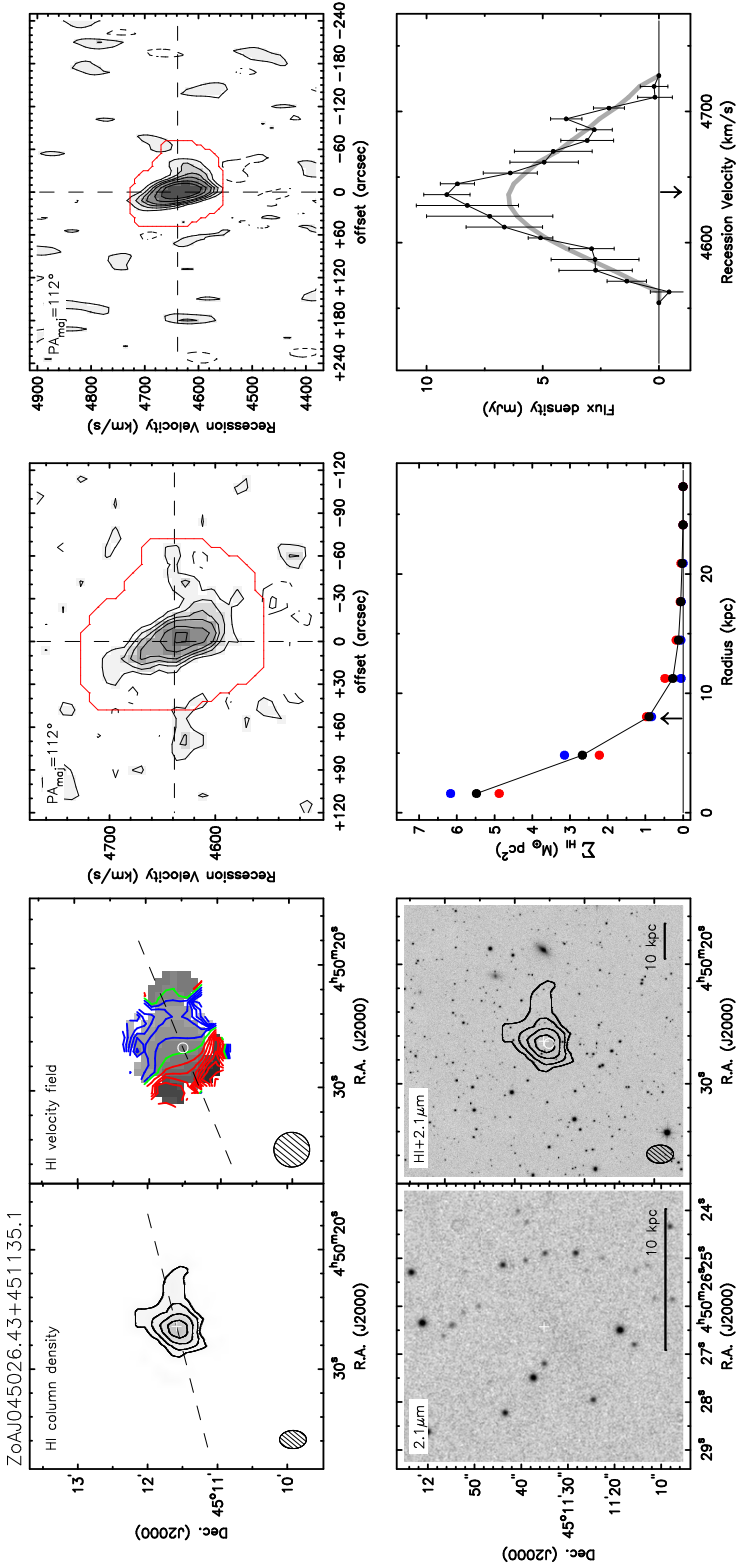 ZoAJ045026.43+451135.1
HI column density
13'
12'
45°11'
10'
Dec. (J2000)
30ˢ
4ʰ50ᵐ20ˢ
R.A. (J2000)
HI velocity field
30ˢ
4ʰ50ᵐ20ˢ
R.A. (J2000)
PAmaj=112°
4700
4600
Recession Velocity (km/s)
+120 +90 +60 +30 0 −30 −60 −90 −120
offset (arcsec)
PAmaj=112°
4900
4800
4700
4600
4500
4400
Recession Velocity (km/s)
+240 +180 +120 +60 0 −60 −120 −180 −240
offset (arcsec)
2.1μm
12'
50"
40"
45°11'30"
11'20"
10"
Dec. (J2000)
10 kpc
29ˢ 28ˢ 27ˢ 4ʰ50ᵐ26ˢ 25ˢ 24ˢ
R.A. (J2000)
HI+2.1μm
10 kpc
30ˢ
4ʰ50ᵐ20ˢ
R.A. (J2000)
7
6
5
4
3
2
1
0
Σ HI (M⊙ pc²)
0 10 20
Radius (kpc)
10
5
0
Flux density (mJy)
4600 4700
Recession Velocity (km/s)